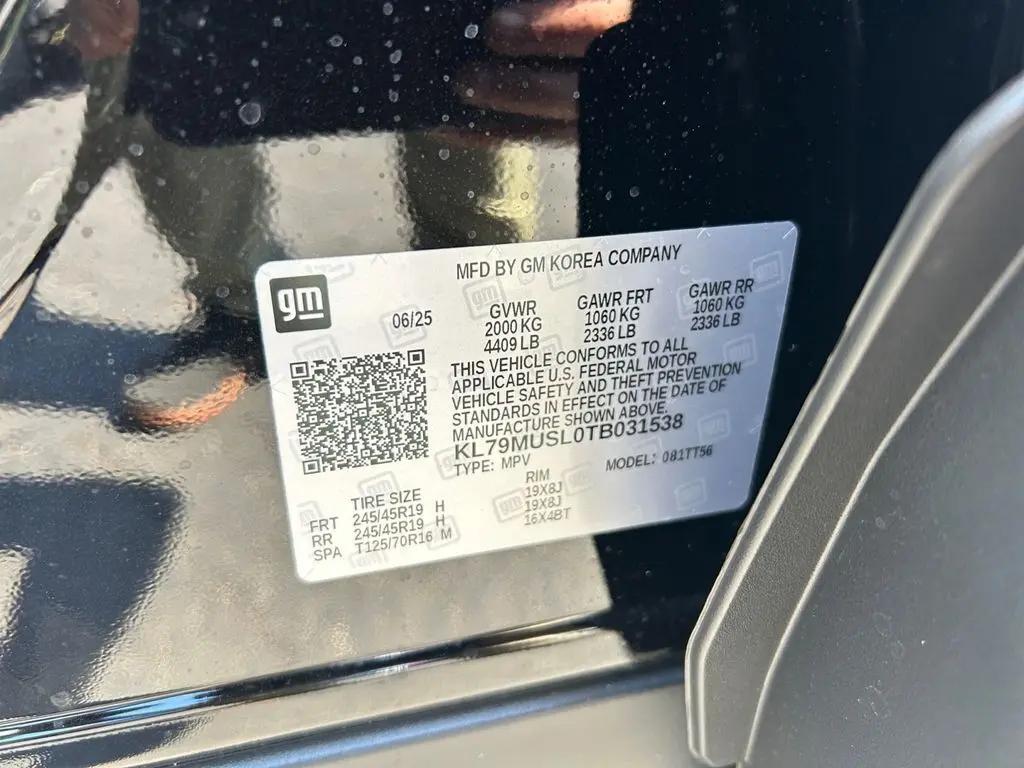 MFD BY GM KOREA COMPANY
gm
06/25
GVWR GAWR FRT GAWR RR
2000 KG 1060 KG 1060 KG
4409 LB 2336 LB 2336 LB
THIS VEHICLE CONFORMS TO ALL
APPLICABLE U.S. FEDERAL MOTOR
VEHICLE SAFETY AND THEFT PREVENTION
STANDARDS IN EFFECT ON THE DATE OF
MANUFACTURE SHOWN ABOVE.
KL79MUSL0TB031538
TYPE: MPV MODEL: 081TT56
TIRE SIZE RIM
FRT 245/45R19 H 19X8J
RR 245/45R19 H 19X8J
SPA T125/70R16 M 16X4BT